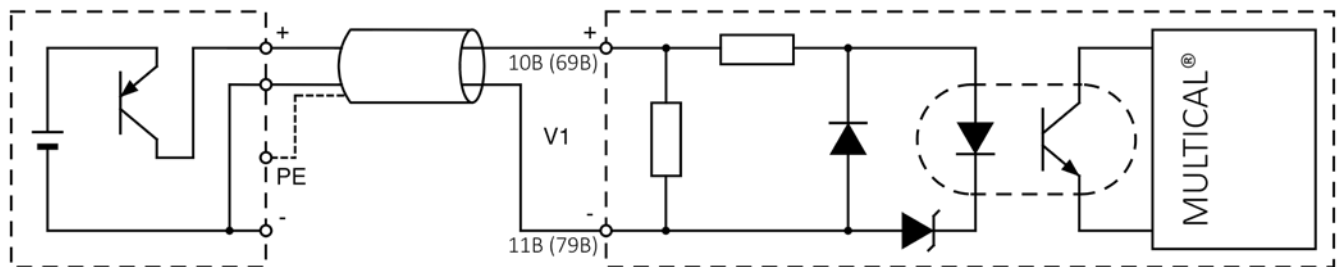 +
+
10B (69B)
V1
PE
-
-
11B (79B)
MULTICAL®